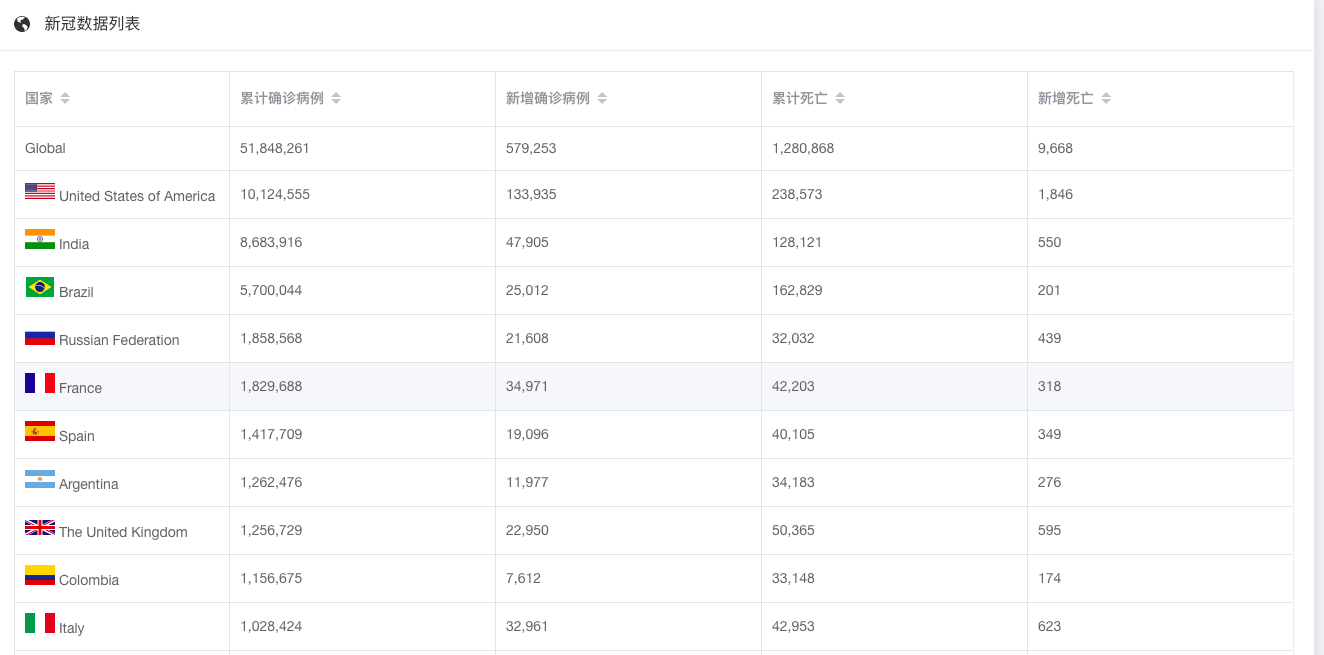 新冠数据列表
国家 累计确诊病例 新增确诊病例 累计死亡 新增死亡
Global 51,848,261 579,253 1,280,868 9,668
United States of America 10,124,555 133,935 238,573 1,846
India 8,683,916 47,905 128,121 550
Brazil 5,700,044 25,012 162,829 201
Russian Federation 1,858,568 21,608 32,032 439
France 1,829,688 34,971 42,203 318
Spain 1,417,709 19,096 40,105 349
Argentina 1,262,476 11,977 34,183 276
The United Kingdom 1,256,729 22,950 50,365 595
Colombia 1,156,675 7,612 33,148 174
Italy 1,028,424 32,961 42,953 623